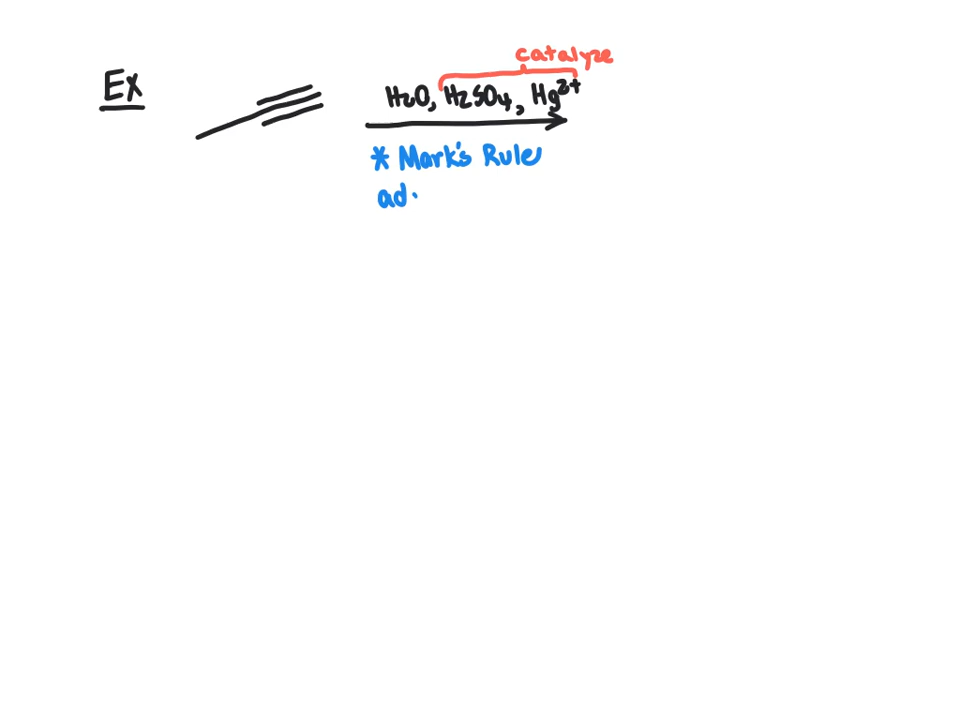 catalyze
Ex
H2O, H2SO4, Hg2+
* Mark's Rule
ad.